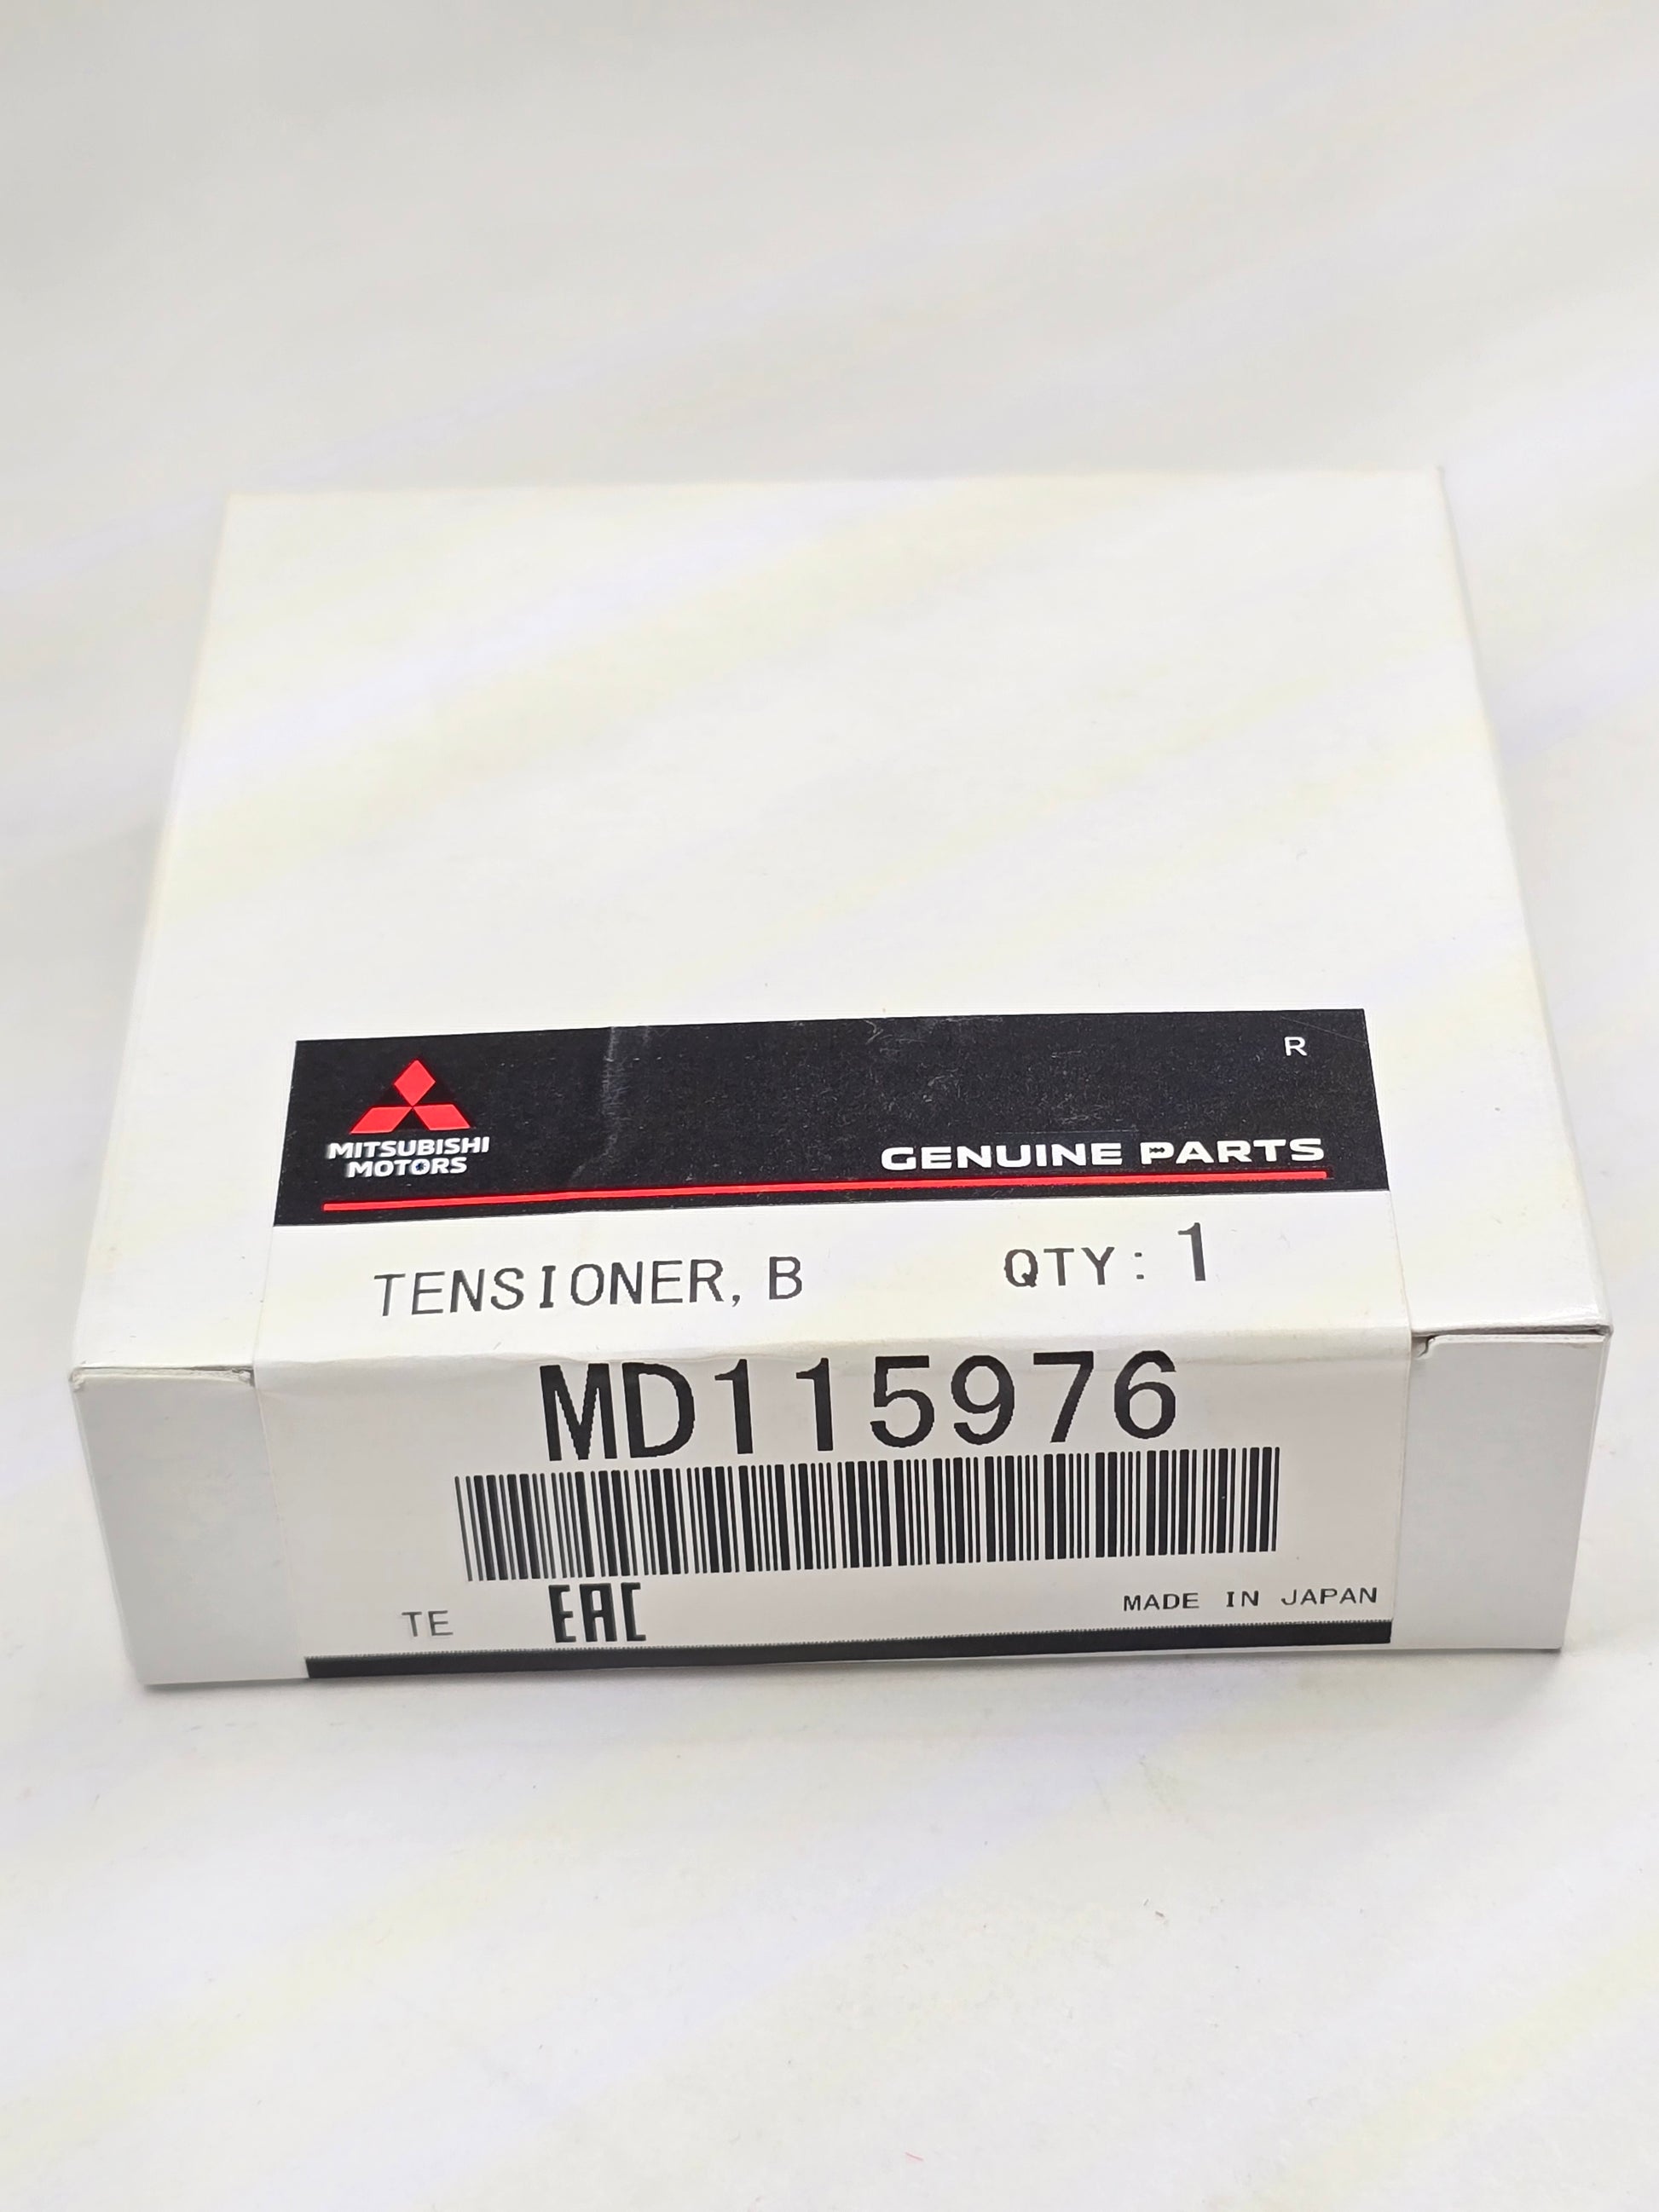 R
MITSUBISHI
MOTORS
GENUINE PARTS
TENSIONER, B QTY: 1
MD115976
TE EAC MADE IN JAPAN